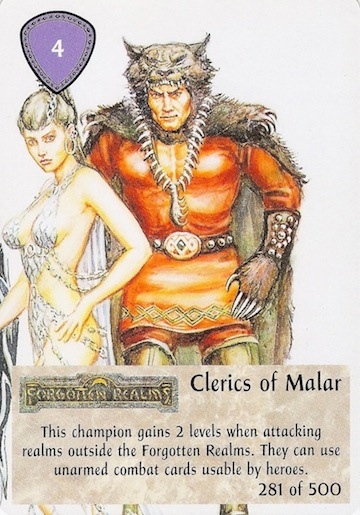 4
FORGOTTEN REALMS
Clerics of Malar
This champion gains 2 levels when attacking
realms outside the Forgotten Realms. They can use
unarmed combat cards usable by heroes.
281 of 500